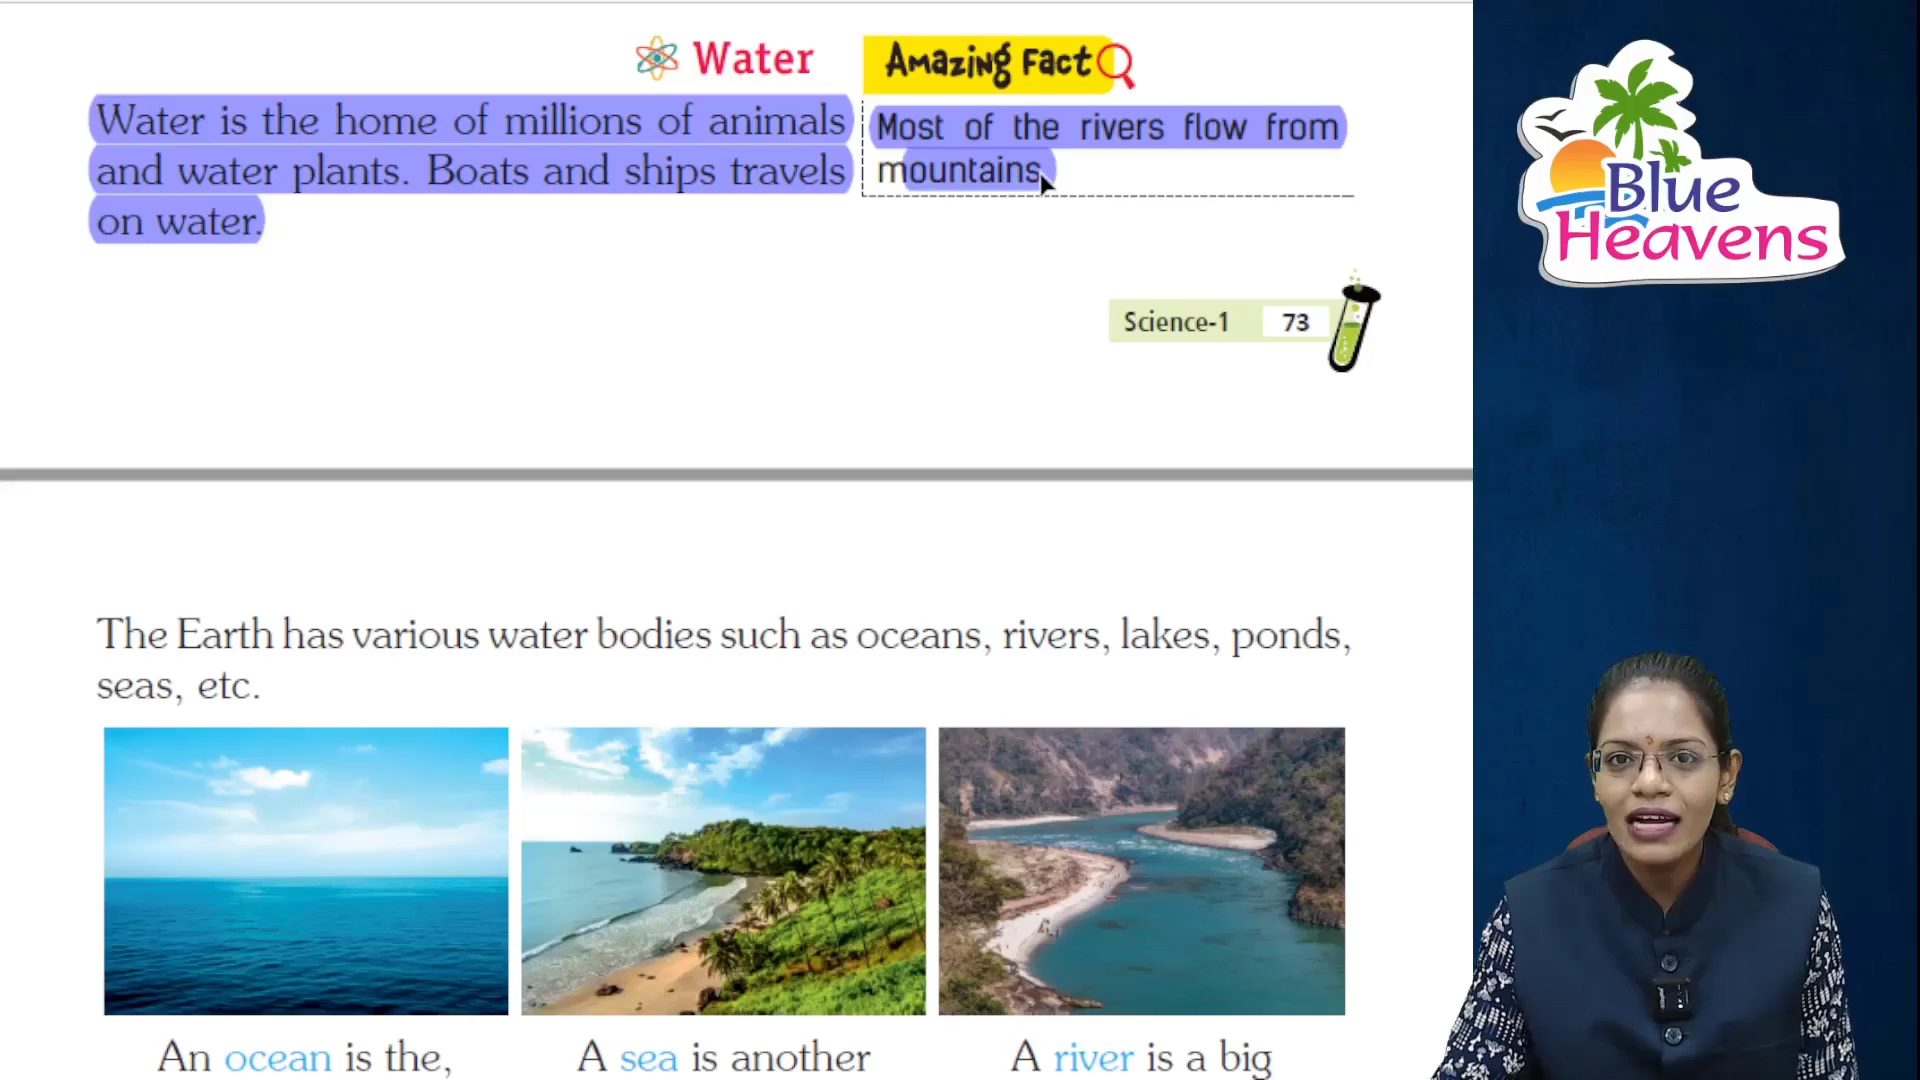 Water
Water is the home of millions of animals
and water plants. Boats and ships travels
on water.
Amazing Fact
Most of the rivers flow from
mountains
Science-1 73
The Earth has various water bodies such as oceans, rivers, lakes, ponds,
seas, etc.
An ocean is the,
A sea is another
A river is a big
Blue
Heavens